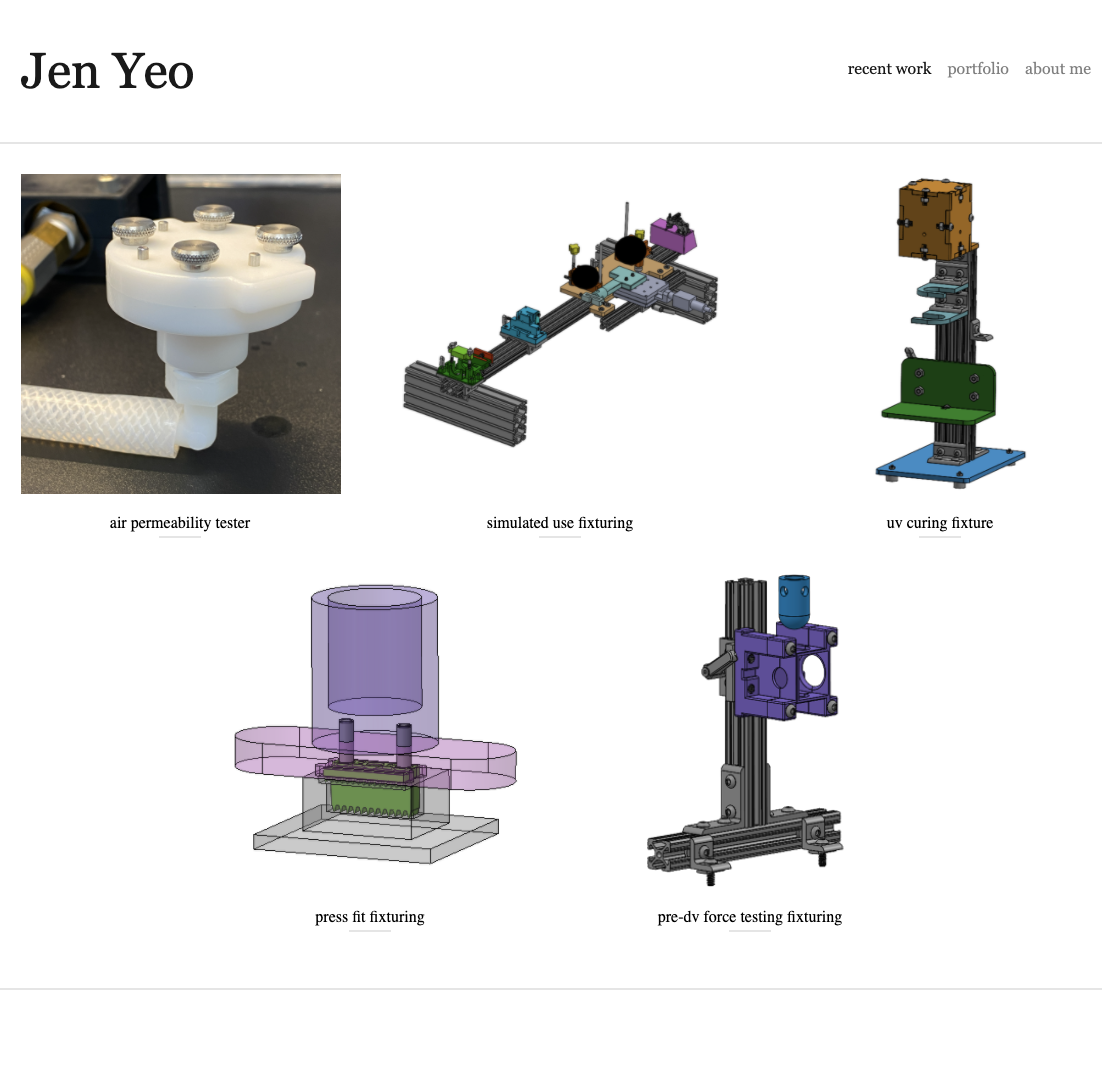 Jen Yeo
recent work portfolio about me
air permeability tester
simulated use fixturing
uv curing fixture
press fit fixturing
pre-dv force testing fixturing